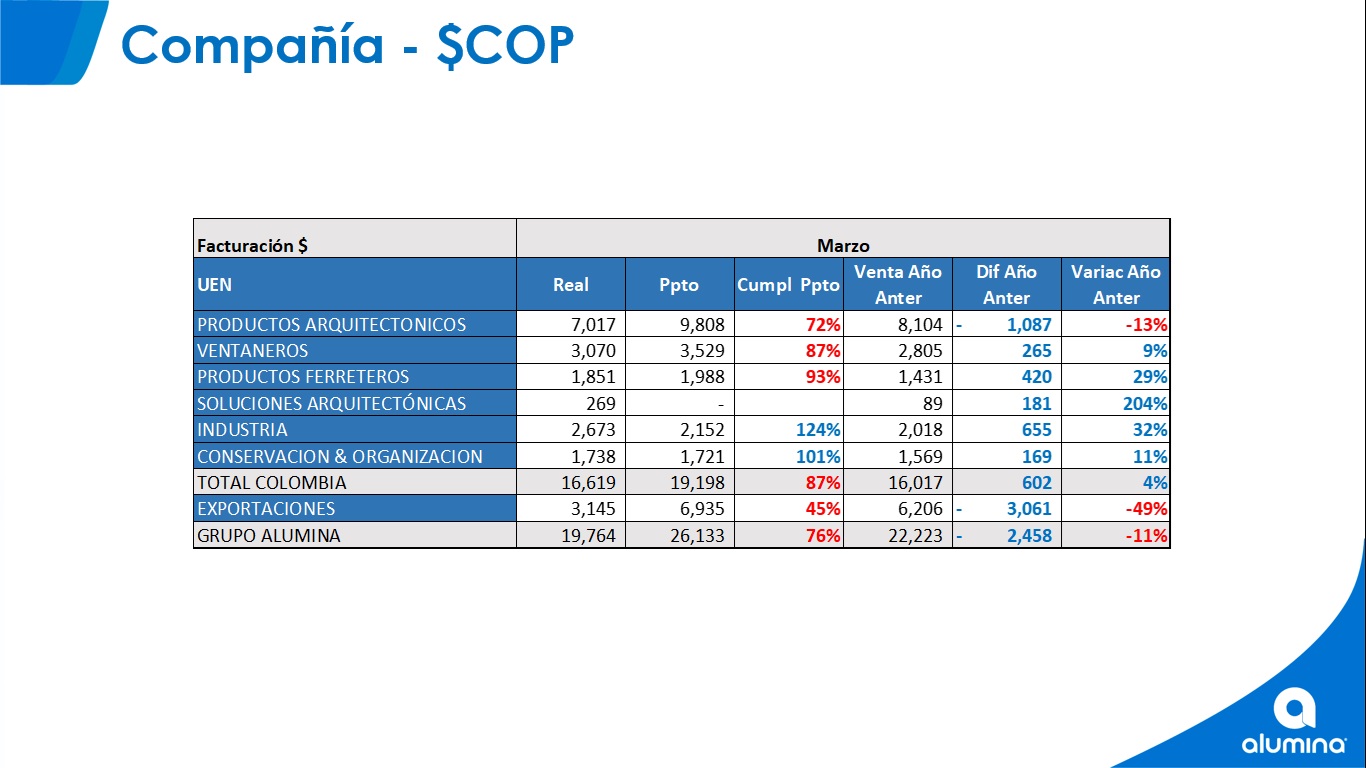 Compañía - $COP
Facturación $ Marzo
UEN Real Ppto Cumpl Ppto Venta Año Anter Dif Año Anter Variac Año Anter
PRODUCTOS ARQUITECTONICOS 7,017 9,808 72% 8,104 - 1,087 -13%
VENTANEROS 3,070 3,529 87% 2,805 265 9%
PRODUCTOS FERRETEROS 1,851 1,988 93% 1,431 420 29%
SOLUCIONES ARQUITECTÓNICAS 269 - 89 181 204%
INDUSTRIA 2,673 2,152 124% 2,018 655 32%
CONSERVACION & ORGANIZACION 1,738 1,721 101% 1,569 169 11%
TOTAL COLOMBIA 16,619 19,198 87% 16,017 602 4%
EXPORTACIONES 3,145 6,935 45% 6,206 - 3,061 -49%
GRUPO ALUMINA 19,764 26,133 76% 22,223 - 2,458 -11%
alumina